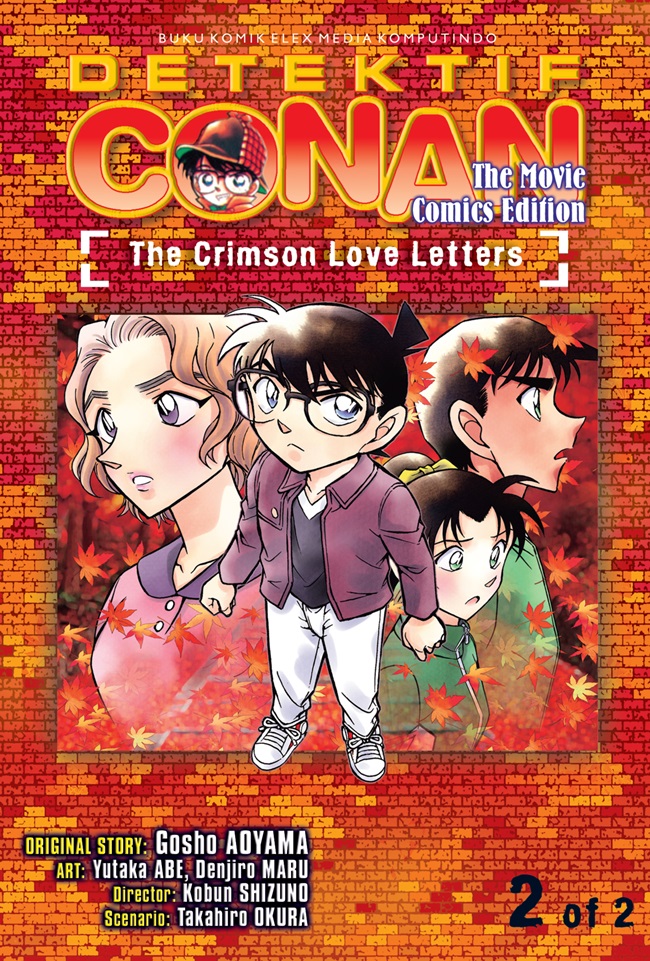 BUKU KOMIK ELEX MEDIA KOMPUTINDO
DETEKTIF
CONAN
The Movie
Comics Edition
The Crimson Love Letters
ORIGINAL STORY: Gosho AOYAMA
ART: Yutaka ABE, Denjiro MARU
Director: Kobun SHIZUNO
Scenario: Takahiro OKURA
2 of 2